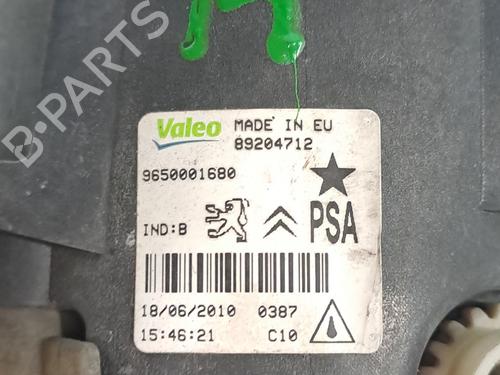 B-PARTS
Valeo MADE IN EU
89204712
9650001680
IND:B PSA
18/06/2010 0387
15:46:21 C10